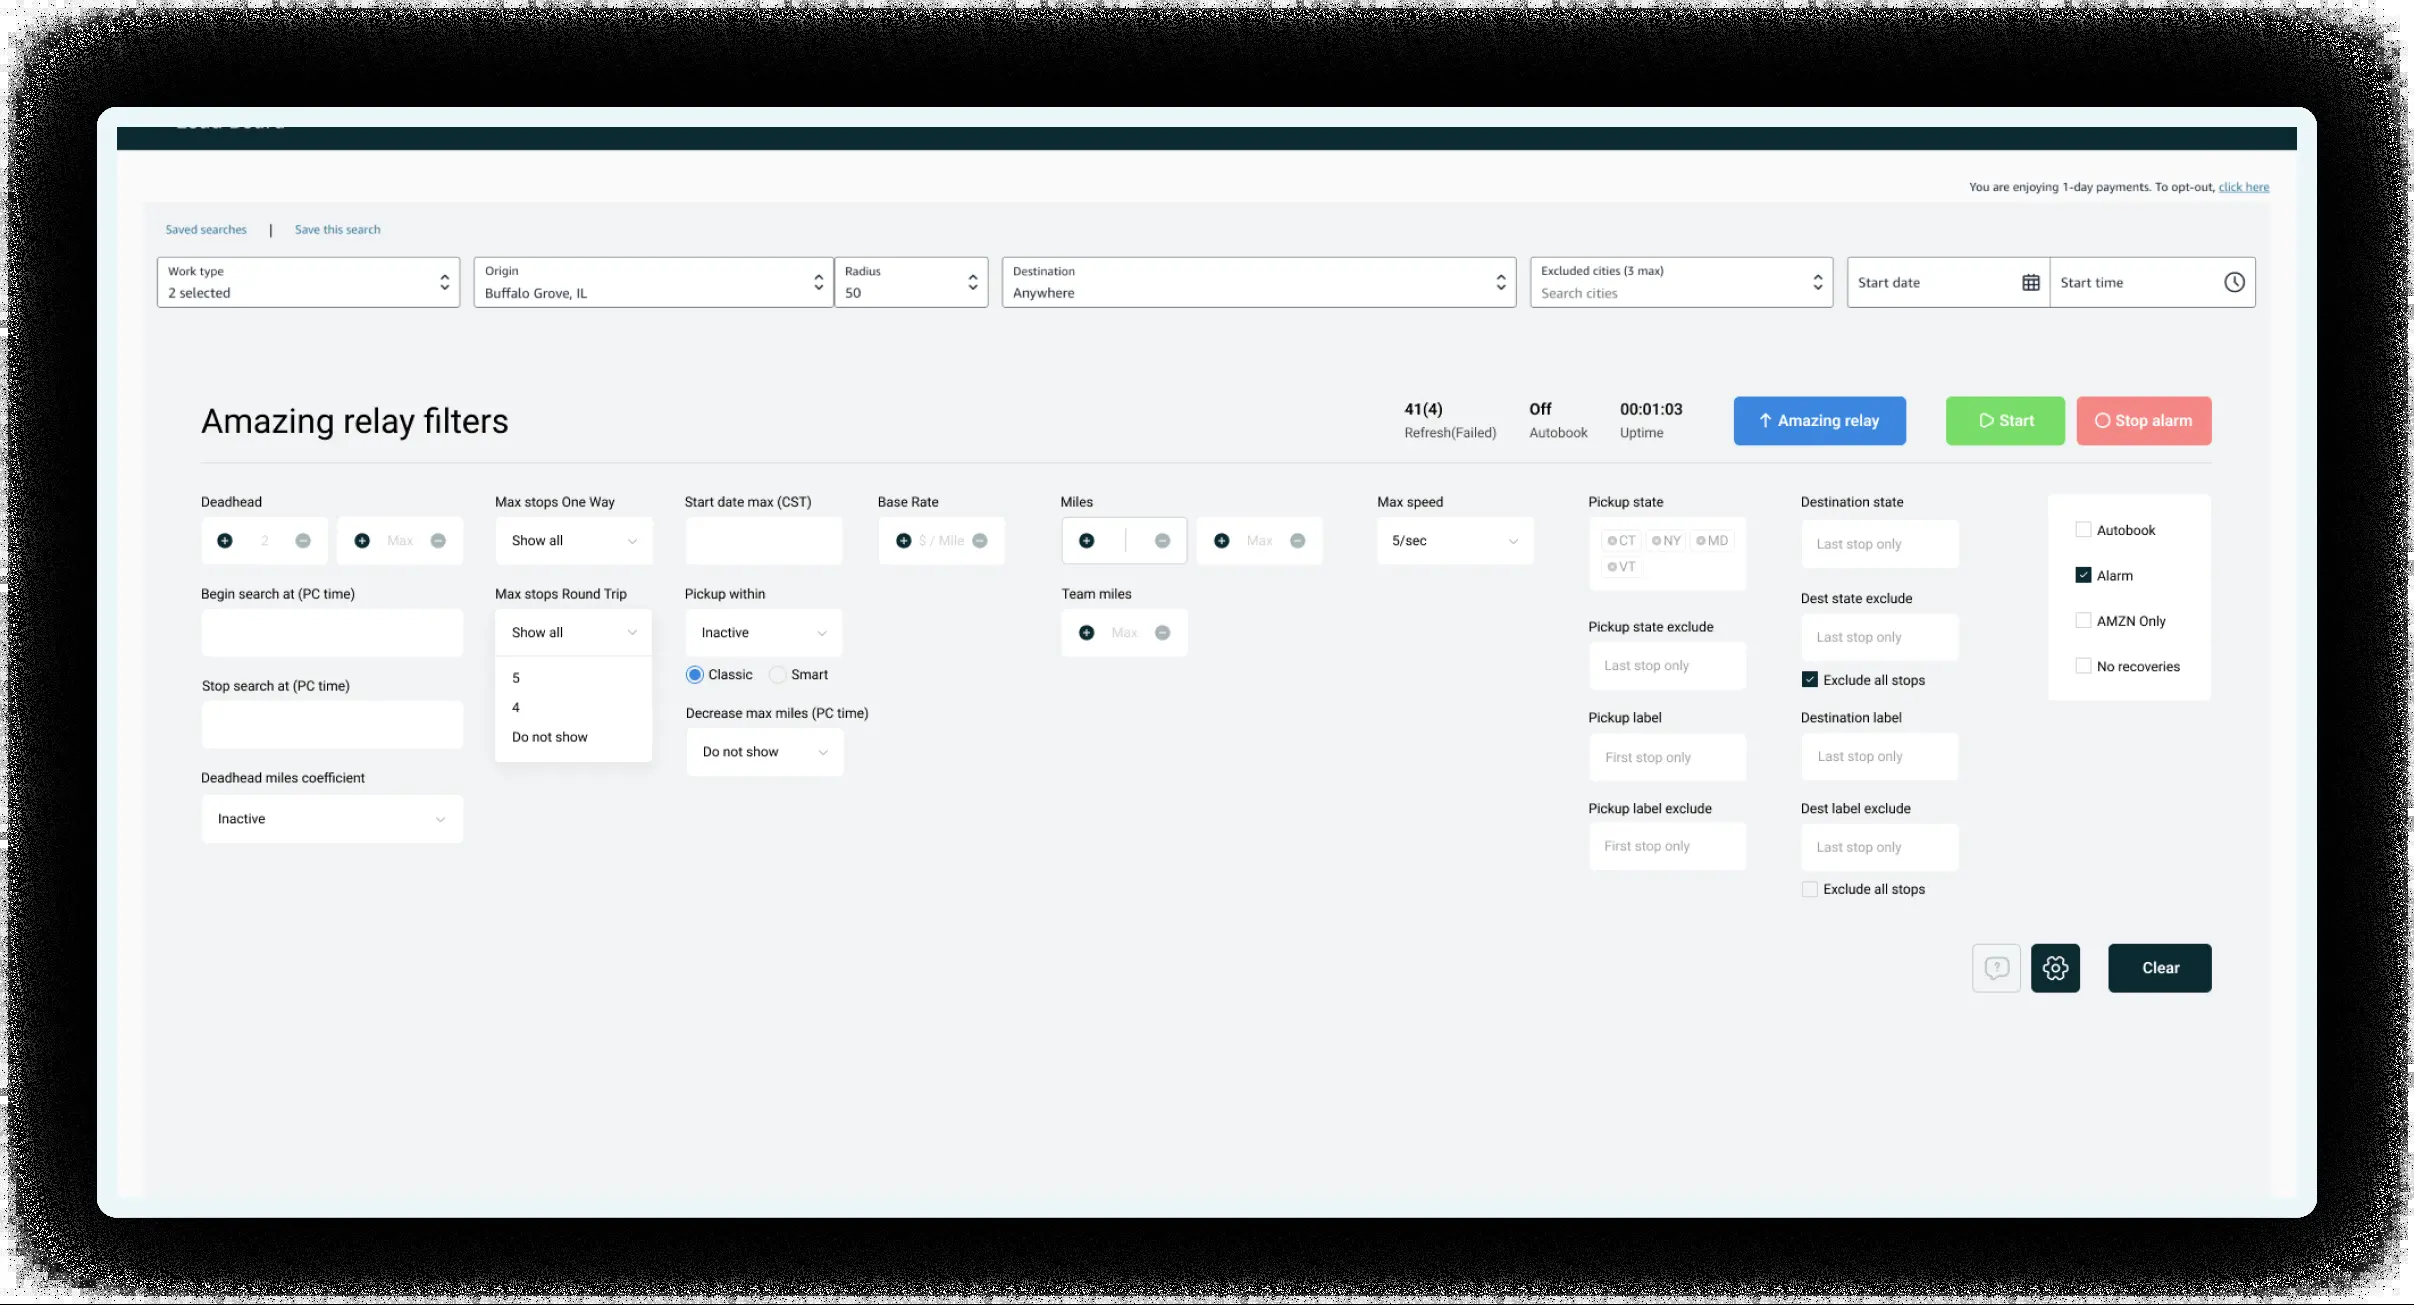 You are enjoying 1-day payments. To opt-out, click here
Saved searches | Save this search
Work type
2 selected
Origin
Buffalo Grove, IL
Radius
50
Destination
Anywhere
Excluded cities (3 max)
Search cities
Start date
Start time
Amazing relay filters
41(4)
Refresh(Failed)
Off
Autobook
00:01:03
Uptime
Amazing relay
Start
Stop alarm
Deadhead
2
Max
Begin search at (PC time)
Stop search at (PC time)
Deadhead miles coefficient
Inactive
Max stops One Way
Show all
Max stops Round Trip
Show all
5
4
Do not show
Start date max (CST)
Pickup within
Inactive
Classic
Smart
Decrease max miles (PC time)
Do not show
Base Rate
$ / Mile
Miles
Max
Team miles
Max
Max speed
5/sec
Pickup state
CT NY MD
VT
Pickup state exclude
Last stop only
Pickup label
First stop only
Pickup label exclude
First stop only
Destination state
Last stop only
Dest state exclude
Last stop only
Exclude all stops
Destination label
Last stop only
Dest label exclude
Last stop only
Exclude all stops
Autobook
Alarm
AMZN Only
No recoveries
Clear